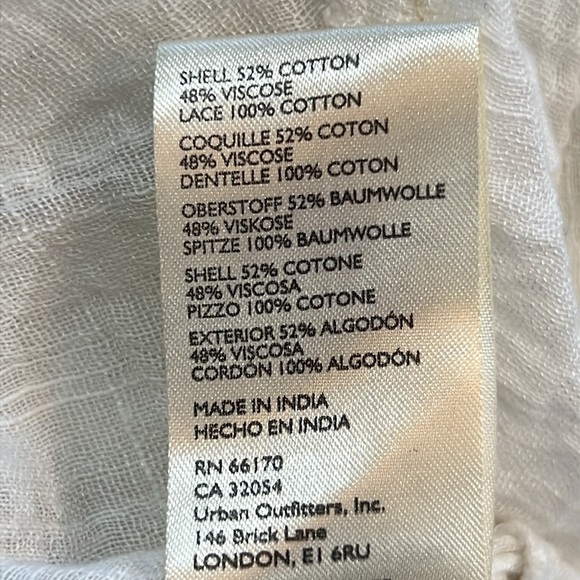 SHELL 52% COTTON
48% VISCOSE
LACE 100% COTTON
COQUILLE 52% COTON
48% VISCOSE
DENTELLE 100% COTON
OBERSTOFF 52% BAUMWOLLE
48% VISKOSE
SPITZE 100% BAUMWOLLE
SHELL 52% COTONE
48% VISCOSA
PIZZO 100% COTONE
EXTERIOR 52% ALGODÓN
48% VISCOSA
CORDÓN 100% ALGODÓN
MADE IN INDIA
HECHO EN INDIA
RN 66170
CA 32054
Urban Outfitters, Inc.
146 Brick Lane
LONDON, E1 6RU